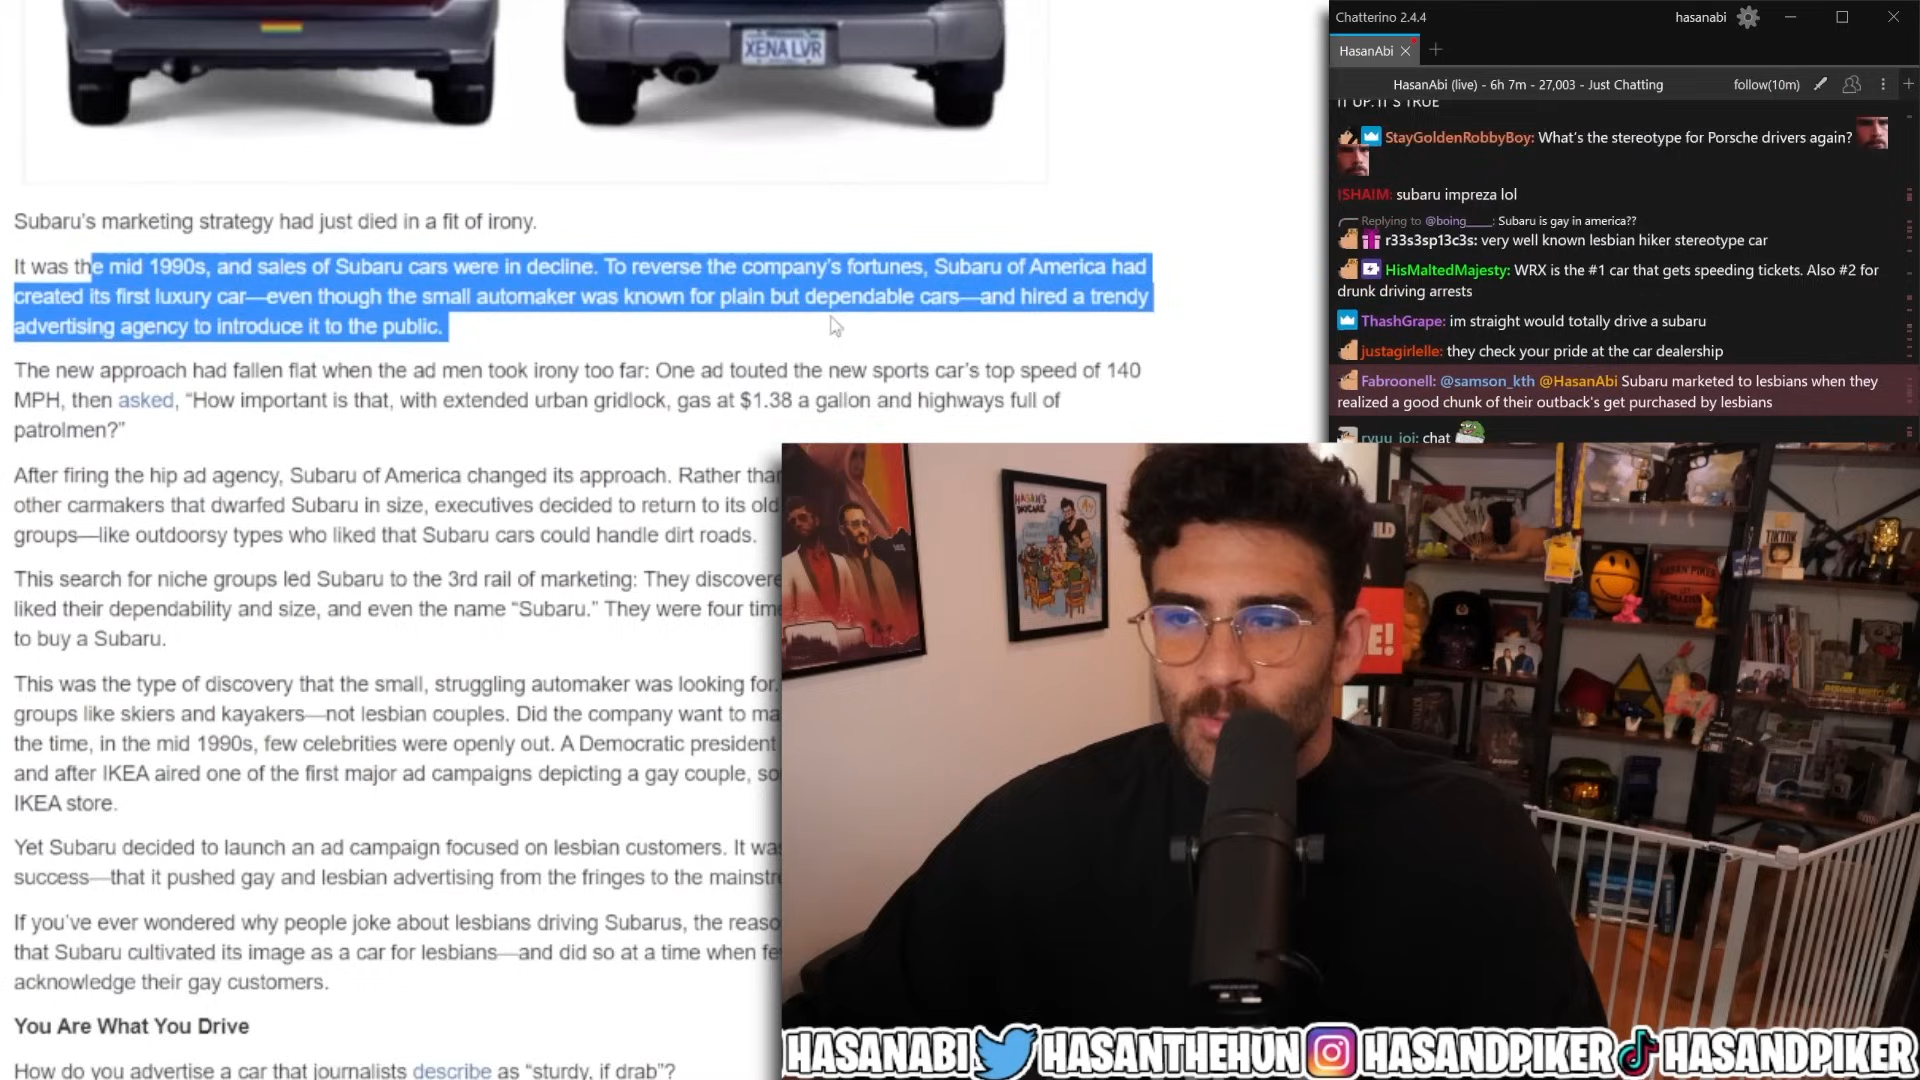 XENA LVR
Subaru's marketing strategy had just died in a fit of irony.
It was the mid 1990s, and sales of Subaru cars were in decline. To reverse the company's fortunes, Subaru of America had
created its first luxury car—even though the small automaker was known for plain but dependable cars—and hired a trendy
advertising agency to introduce it to the public.
The new approach had fallen flat when the ad men took irony too far: One ad touted the new sports car's top speed of 140
MPH, then asked, “How important is that, with extended urban gridlock, gas at $1.38 a gallon and highways full of
patrolmen?”
After firing the hip ad agency, Subaru of America changed its approach. Rather than
other carmakers that dwarfed Subaru in size, executives decided to return to its old
groups—like outdoorsy types who liked that Subaru cars could handle dirt roads.
This search for niche groups led Subaru to the 3rd rail of marketing: They discovere
liked their dependability and size, and even the name “Subaru.” They were four tim
to buy a Subaru.
This was the type of discovery that the small, struggling automaker was looking for.
groups like skiers and kayakers—not lesbian couples. Did the company want to ma
the time, in the mid 1990s, few celebrities were openly out. A Democratic president
and after IKEA aired one of the first major ad campaigns depicting a gay couple, so
IKEA store.
Yet Subaru decided to launch an ad campaign focused on lesbian customers. It was
success—that it pushed gay and lesbian advertising from the fringes to the mainstre
If you've ever wondered why people joke about lesbians driving Subarus, the reaso
that Subaru cultivated its image as a car for lesbians—and did so at a time when fe
acknowledge their gay customers.
You Are What You Drive
How do you advertise a car that journalists describe as “sturdy, if drab”?
Chatterino 2.4.4
hasanabi
HasanAbi
HasanAbi (live) - 6h 7m - 27,003 - Just Chatting
follow(10m)
IT UP. IT'S TRUE
StayGoldenRobbyBoy: What's the stereotype for Porsche drivers again?
ISHAIM: subaru impreza lol
Replying to @boing____: Subaru is gay in america??
r33s3sp13c3s: very well known lesbian hiker stereotype car
HisMaltedMajesty: WRX is the #1 car that gets speeding tickets. Also #2 for
drunk driving arrests
ThashGrape: im straight would totally drive a subaru
justagirlelle: they check your pride at the car dealership
Fabroonell: @samson_kth @HasanAbi Subaru marketed to lesbians when they
realized a good chunk of their outback's get purchased by lesbians
ryuu_joi: chat
HASAN'S
DAYCARE
E!
TIKTOK
HASAN PIKER
HASANABI
HASANTHEHUN
HASANDPIKER
HASANDPIKER